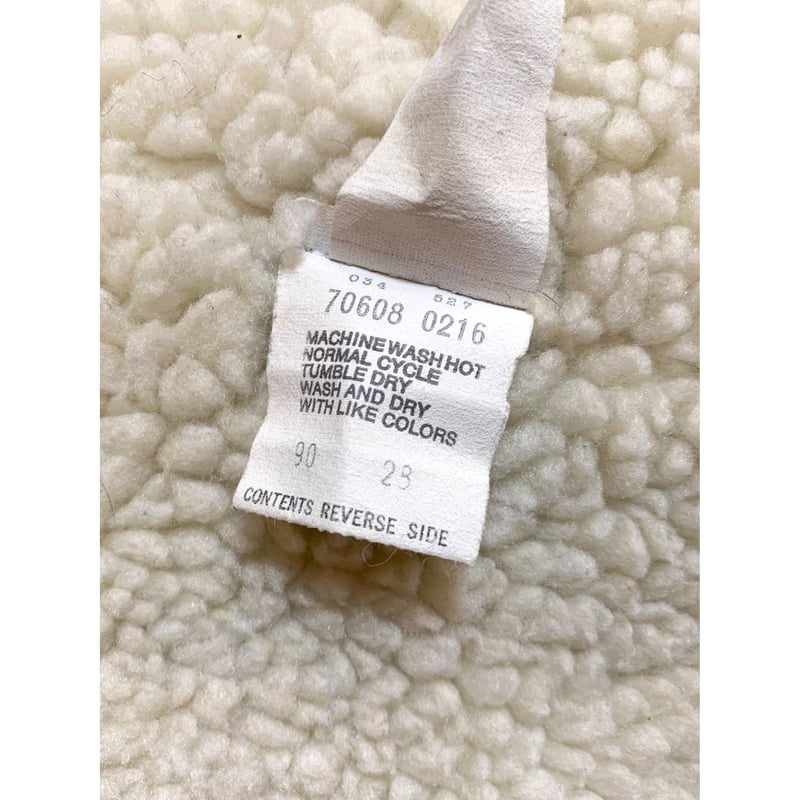 034 527
70608 0216
MACHINE WASH HOT
NORMAL CYCLE
TUMBLE DRY
WASH AND DRY
WITH LIKE COLORS
90 28
CONTENTS REVERSE SIDE